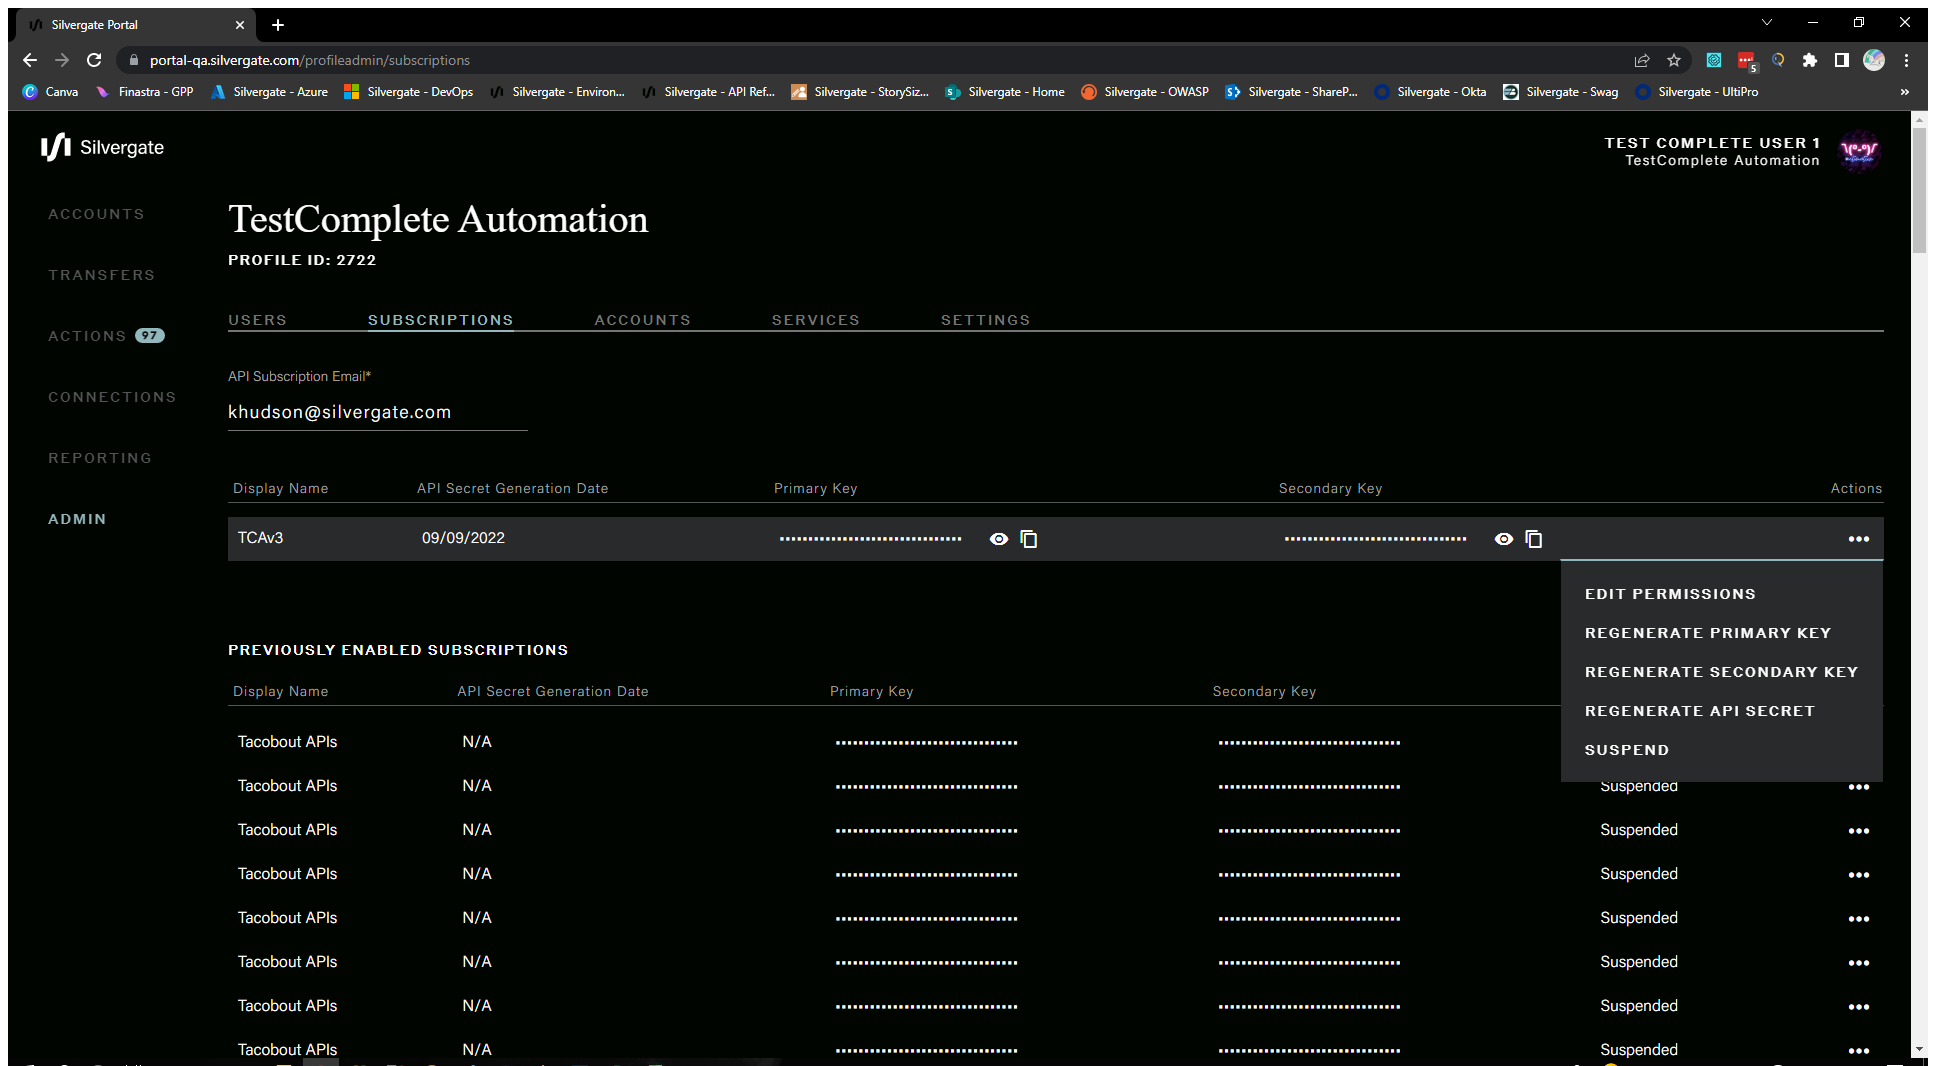 Silvergate Portal
portal-qa.silvergate.com/profileadmin/subscriptions
5
Canva Finastra - GPP Silvergate - Azure Silvergate - DevOps Silvergate - Environ... Silvergate - API Ref... Silvergate - StorySiz... Silvergate - Home Silvergate - OWASP Silvergate - ShareP... Silvergate - Okta Silvergate - Swag Silvergate - UltiPro »
Silvergate
TEST COMPLETE USER 1
TestComplete Automation
ACCOUNTS
TRANSFERS
ACTIONS 97
CONNECTIONS
REPORTING
ADMIN
TestComplete Automation
PROFILE ID: 2722
USERS SUBSCRIPTIONS ACCOUNTS SERVICES SETTINGS
API Subscription Email*
khudson@silvergate.com
Display Name API Secret Generation Date Primary Key Secondary Key Actions
TCAv3 09/09/2022
EDIT PERMISSIONS
REGENERATE PRIMARY KEY
REGENERATE SECONDARY KEY
REGENERATE API SECRET
SUSPEND
PREVIOUSLY ENABLED SUBSCRIPTIONS
Display Name API Secret Generation Date Primary Key Secondary Key
Tacobout APIs N/A
Tacobout APIs N/A Suspended
Tacobout APIs N/A Suspended
Tacobout APIs N/A Suspended
Tacobout APIs N/A Suspended
Tacobout APIs N/A Suspended
Tacobout APIs N/A Suspended
Tacobout APIs N/A Suspended